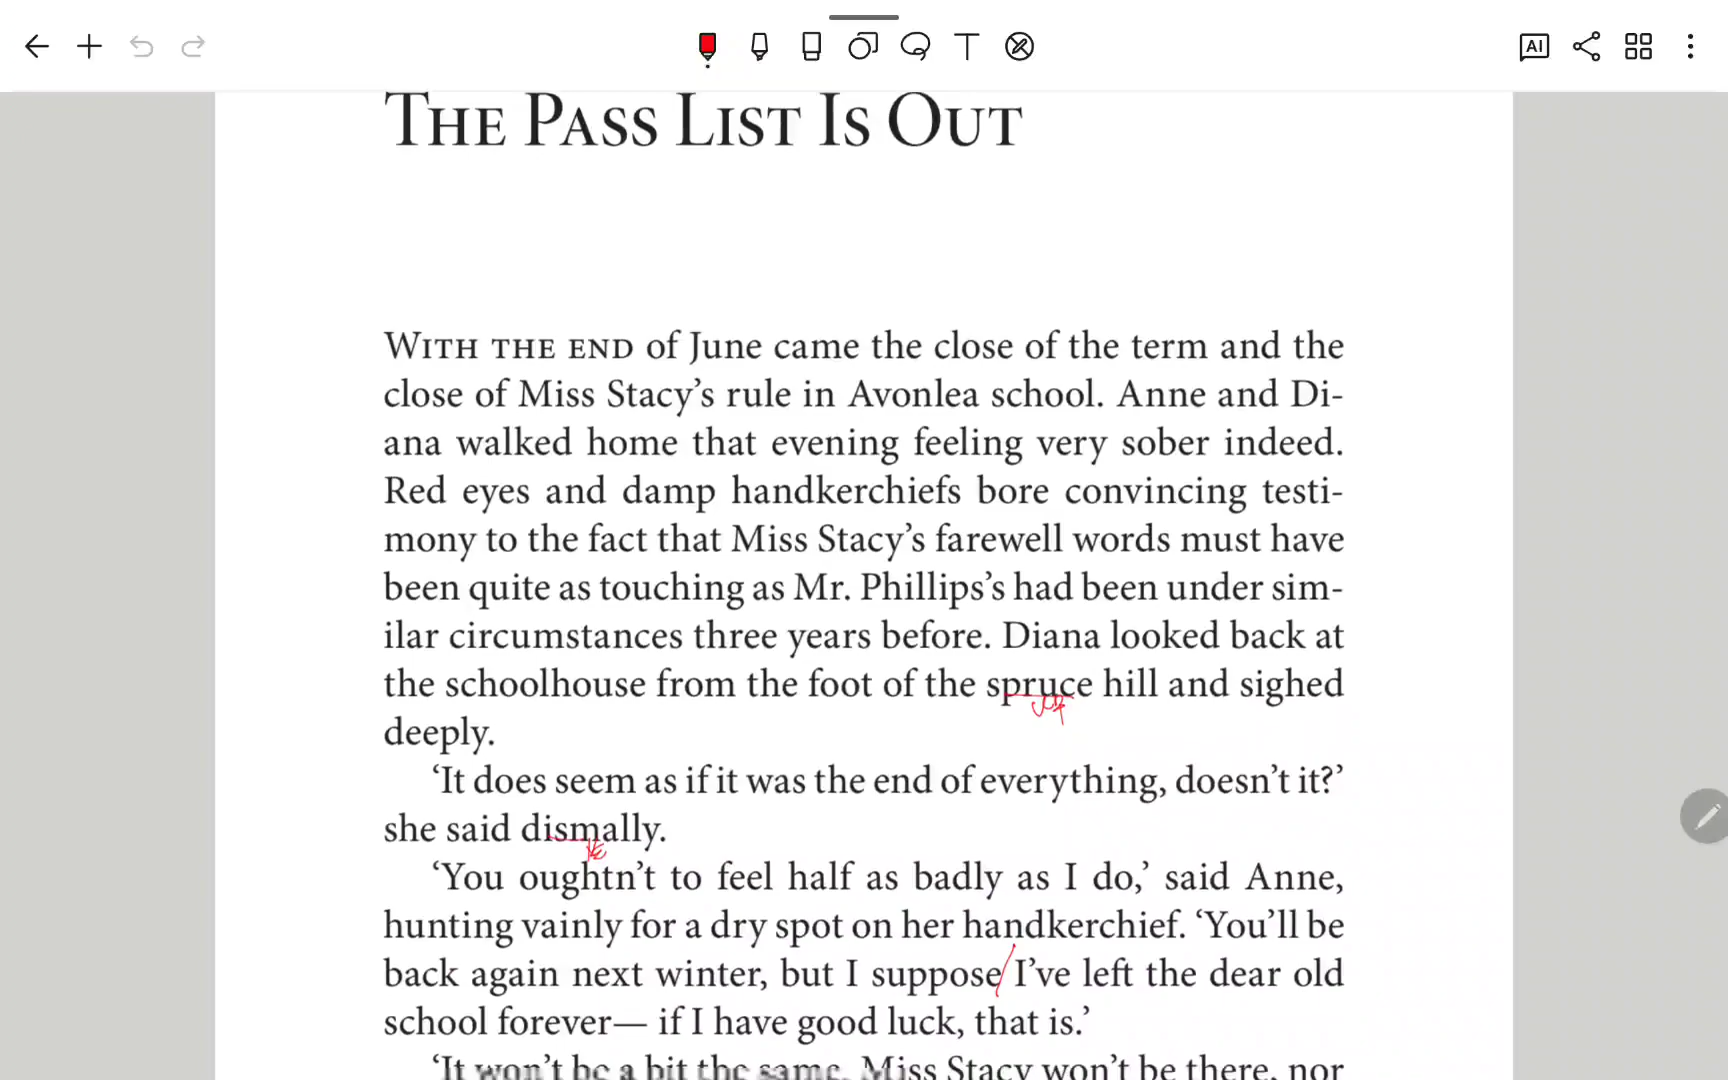 AI
THE PASS LIST IS OUT
WITH THE END of June came the close of the term and the
close of Miss Stacy’s rule in Avonlea school. Anne and Di-
ana walked home that evening feeling very sober indeed.
Red eyes and damp handkerchiefs bore convincing testi-
mony to the fact that Miss Stacy’s farewell words must have
been quite as touching as Mr. Phillips’s had been under sim-
ilar circumstances three years before. Diana looked back at
the schoolhouse from the foot of the spruce hill and sighed
deeply.
‘It does seem as if it was the end of everything, doesn’t it?’
she said dismally.
‘You oughtn’t to feel half as badly as I do,’ said Anne,
hunting vainly for a dry spot on her handkerchief. ‘You’ll be
back again next winter, but I suppose I’ve left the dear old
school forever— if I have good luck, that is.’
‘It won’t be a bit the same. Miss Stacy won’t be there, nor